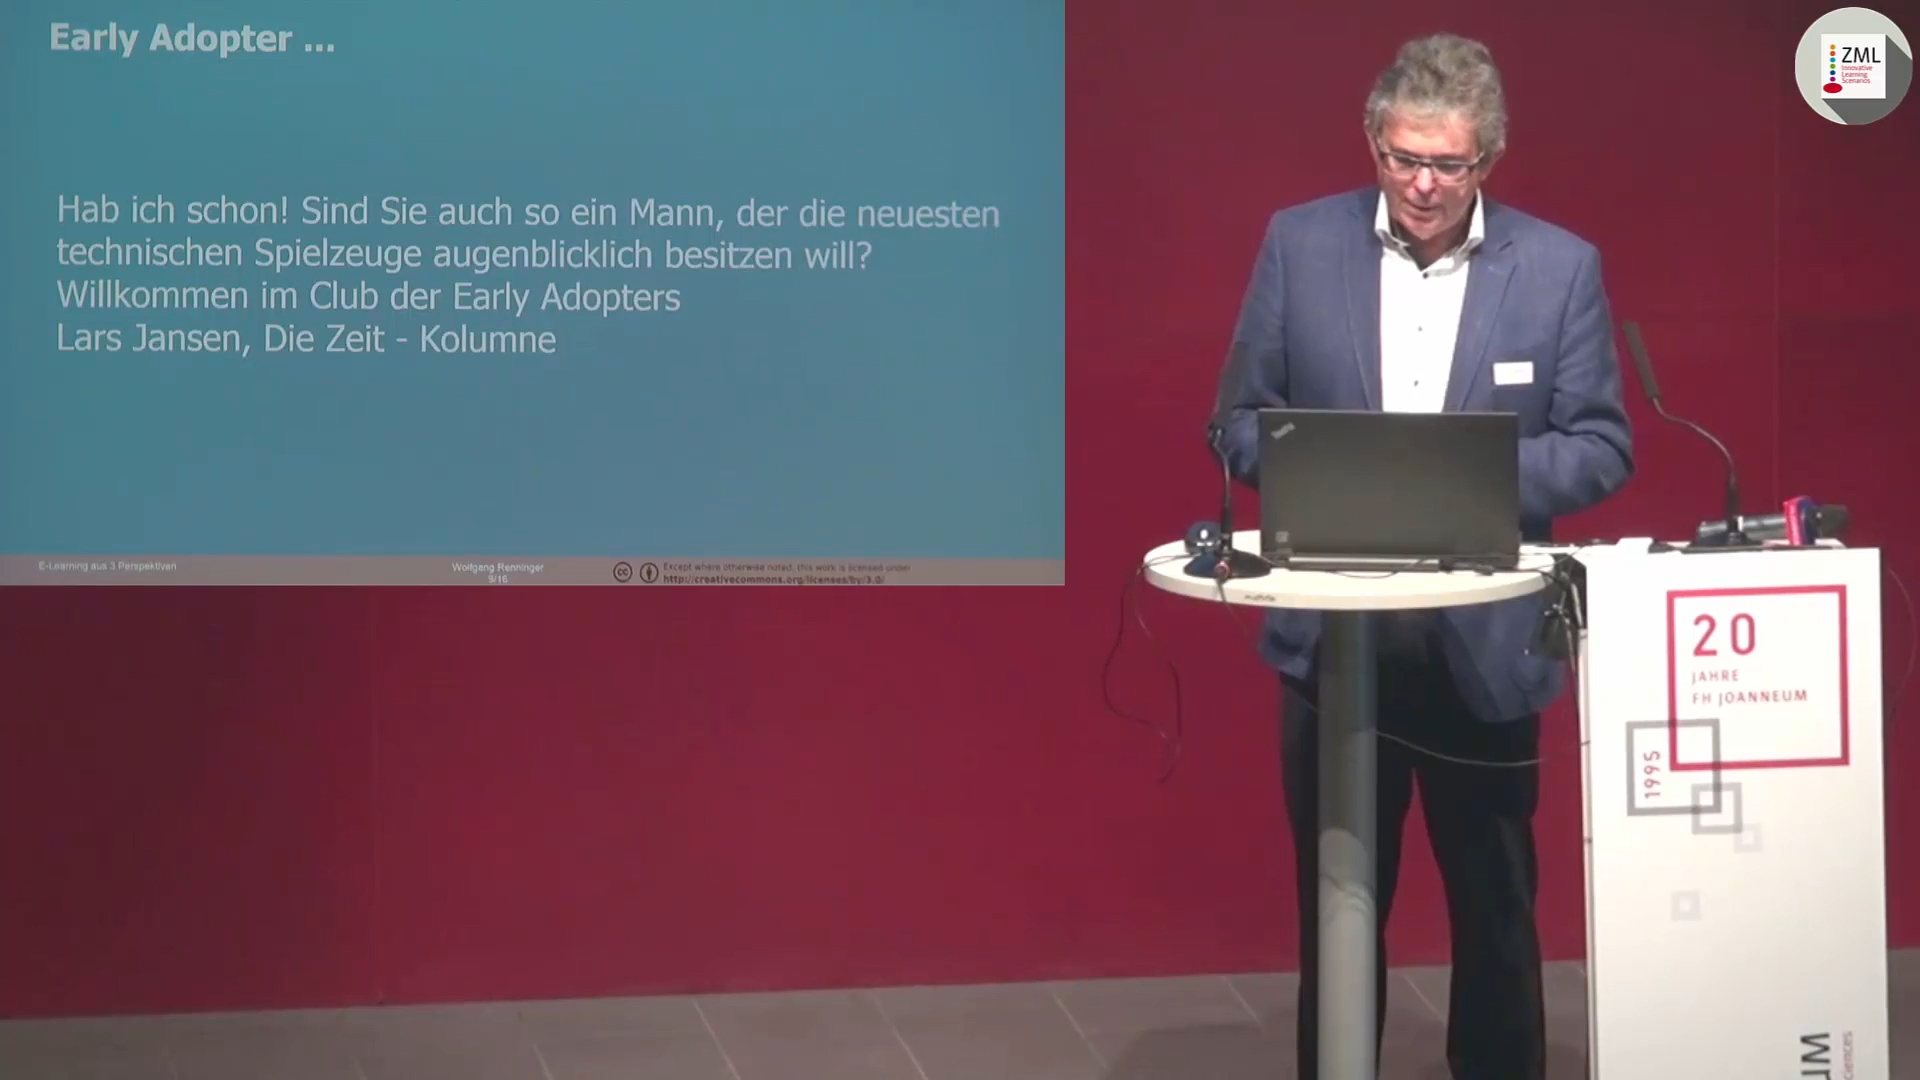 Early Adopter ...
Hab ich schon! Sind Sie auch so ein Mann, der die neuesten
technischen Spielzeuge augenblicklich besitzen will?
Willkommen im Club der Early Adopters
Lars Jansen, Die Zeit - Kolumne
E-Learning aus 3 Perspektiven
Wolfgang Renninger
9/16
Except where otherwise noted, this work is licensed under
http://creativecommons.org/licenses/by/3.0/
ZML
Innovative
Learning
Scenarios
20
JAHRE
FH JOANNEUM
1995